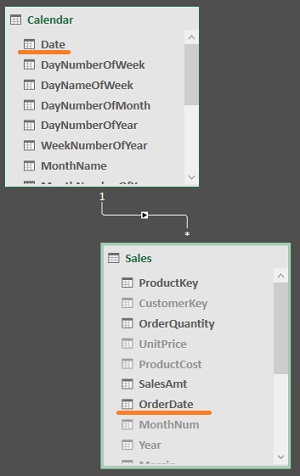 Calendar
Date
DayNumberOfWeek
DayNameOfWeek
DayNumberOfMonth
DayNumberOfYear
WeekNumberOfYear
MonthName
1
*
Sales
ProductKey
CustomerKey
OrderQuantity
UnitPrice
ProductCost
SalesAmt
OrderDate
MonthNum
Year
Margin